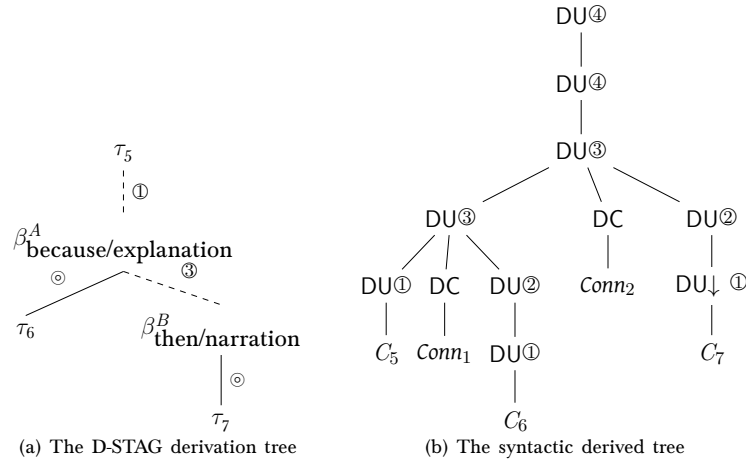 τ5
①
β^A because/explanation
◎ ③
τ6
β^B then/narration
◎
τ7
(a) The D-STAG derivation tree
DU④
DU④
DU③
DU③ DC DU②
DU① DC DU② Conn2 DU↓ ①
C5 Conn1 DU① C7
C6
(b) The syntactic derived tree